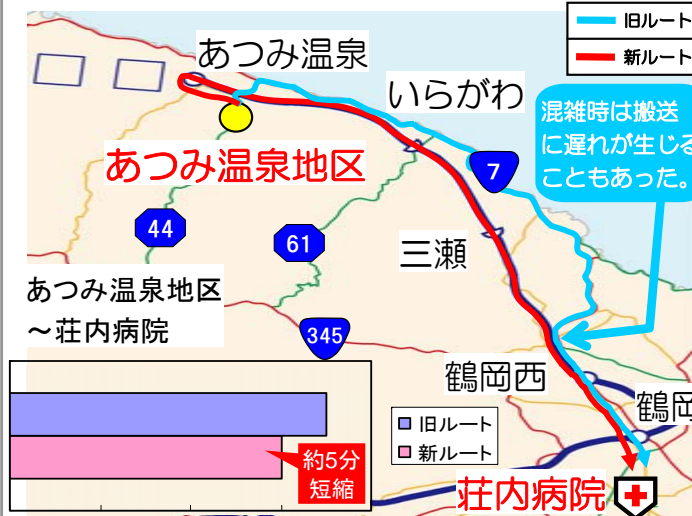 旧ルート
新ルート
あつみ温泉
いらがわ
混雑時は搬送
に遅れが生じる
こともあった。
あつみ温泉地区
7
44
61
三瀬
あつみ温泉地区
～荘内病院
345
鶴岡西
鶴岡
旧ルート
新ルート
約5分
短縮
荘内病院